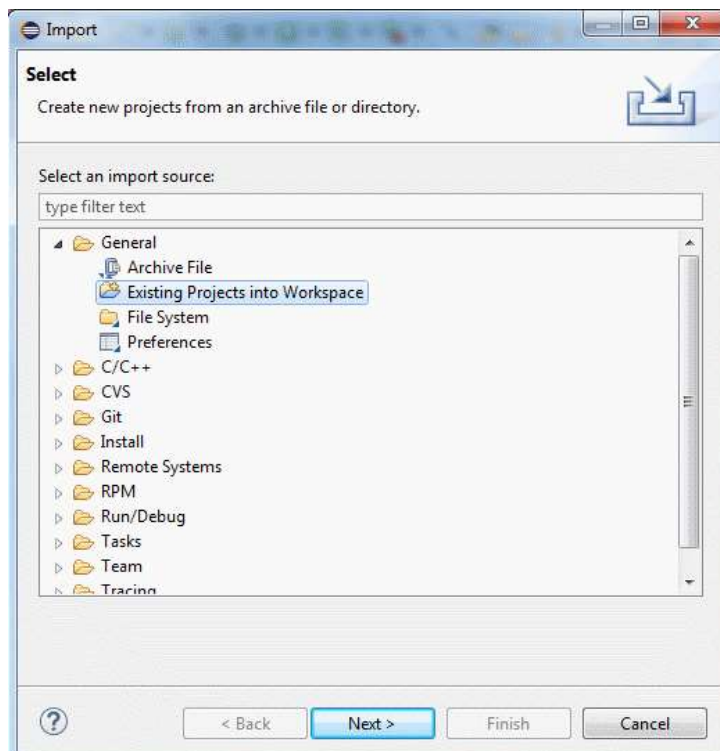 Import
Select
Create new projects from an archive file or directory.
Select an import source:
type filter text
General
Archive File
Existing Projects into Workspace
File System
Preferences
C/C++
CVS
Git
Install
Remote Systems
RPM
Run/Debug
Tasks
Team
Tracing
?
< Back
Next >
Finish
Cancel